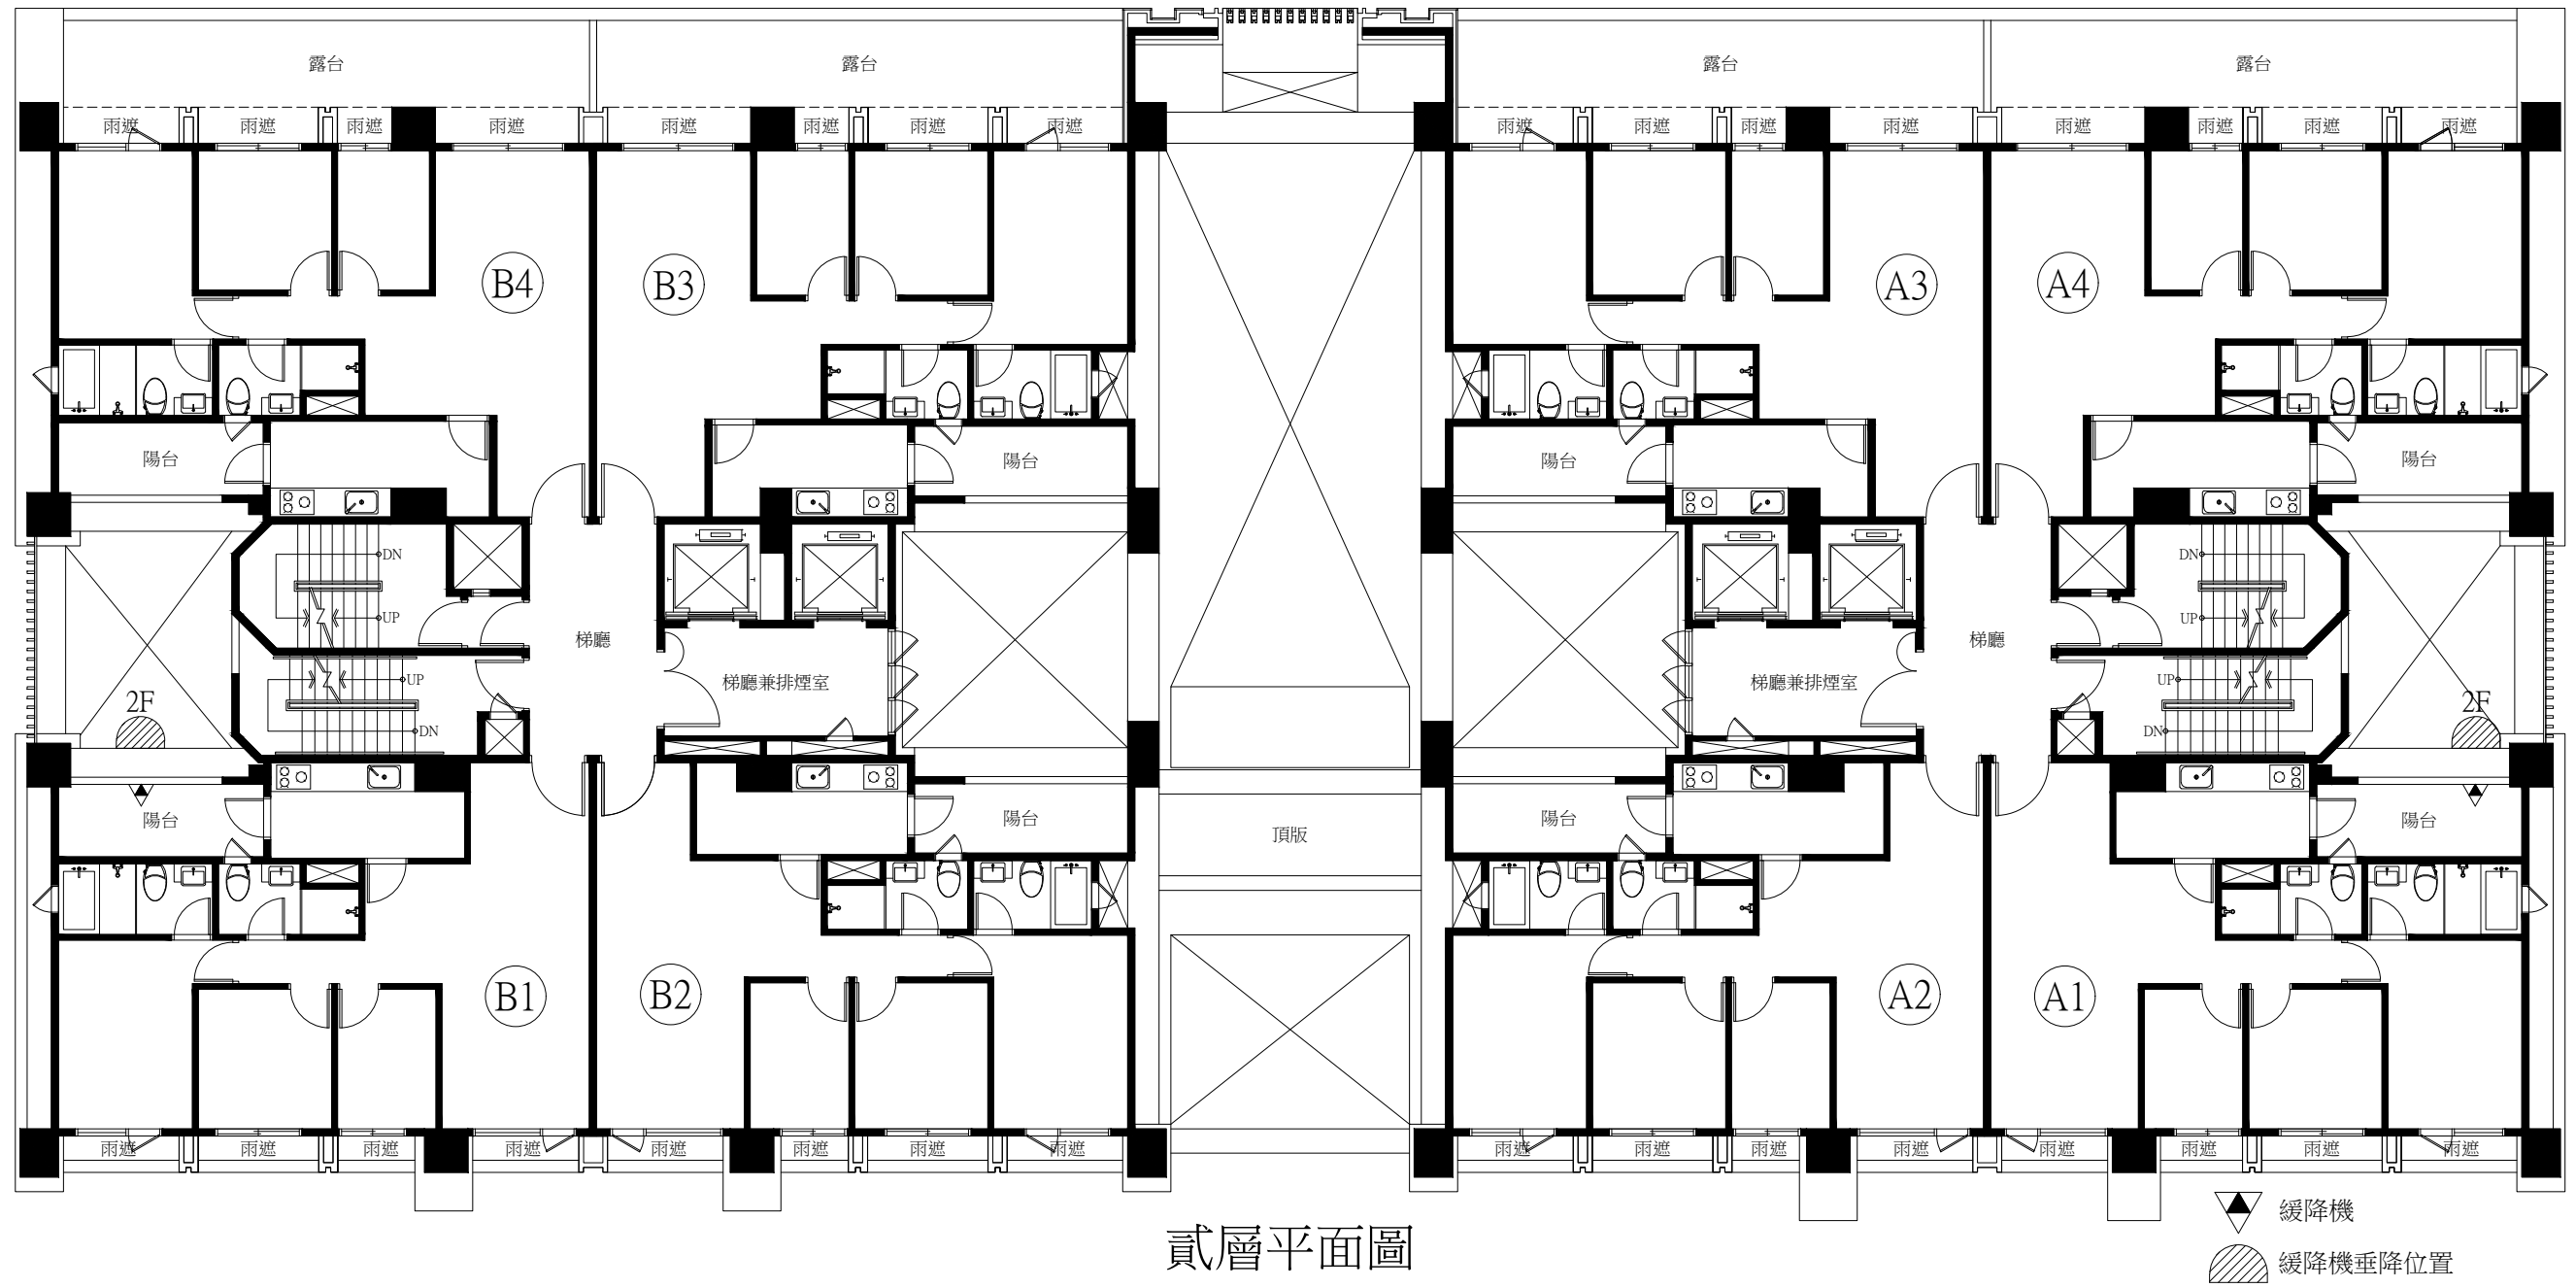 露台 露台 露台 露台
雨遮 雨遮 雨遮 雨遮 雨遮 雨遮 雨遮 雨遮 雨遮 雨遮 雨遮 雨遮 雨遮 雨遮 雨遮 雨遮
B4 B3 A3 A4
陽台 陽台 陽台 陽台
DN DN
UP UP
梯廳 梯廳
UP 梯廳兼排煙室 梯廳兼排煙室 UP
2F 2F
DN DN
陽台 陽台 頂版 陽台 陽台
B1 B2 A2 A1
雨遮 雨遮 雨遮 雨遮 雨遮 雨遮 雨遮 雨遮 雨遮 雨遮 雨遮 雨遮 雨遮 雨遮 雨遮 雨遮
緩降機
貳層平面圖
緩降機垂降位置